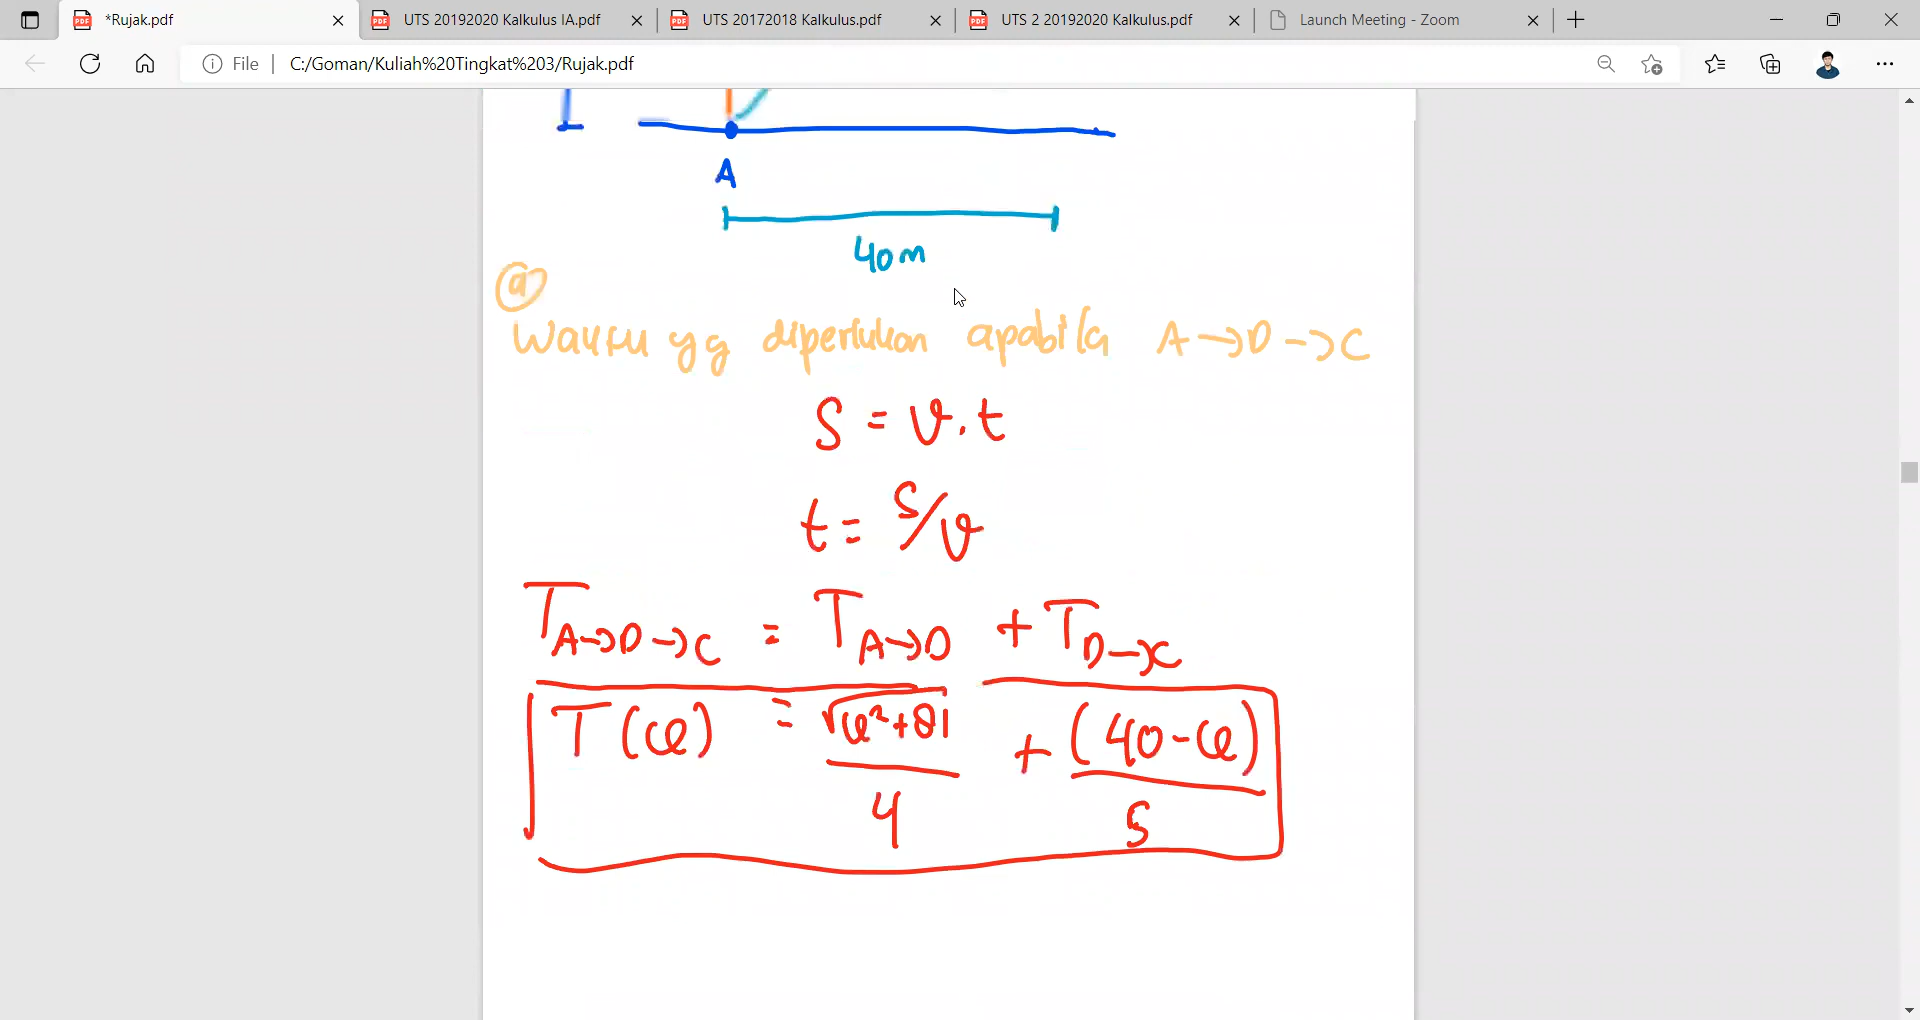 *Rujak.pdf
UTS 20192020 Kalkulus IA.pdf
UTS 20172018 Kalkulus.pdf
UTS 2 20192020 Kalkulus.pdf
Launch Meeting - Zoom
File
C:/Goman/Kuliah%20Tingkat%203/Rujak.pdf
A
40m
a
Waktu yg diperlukan apabila A→D→C
S = v.t
t = S/v
T A→D→C = T A→D + T D→C
T(x) = √(x²+81)/4 + (40-x)/5